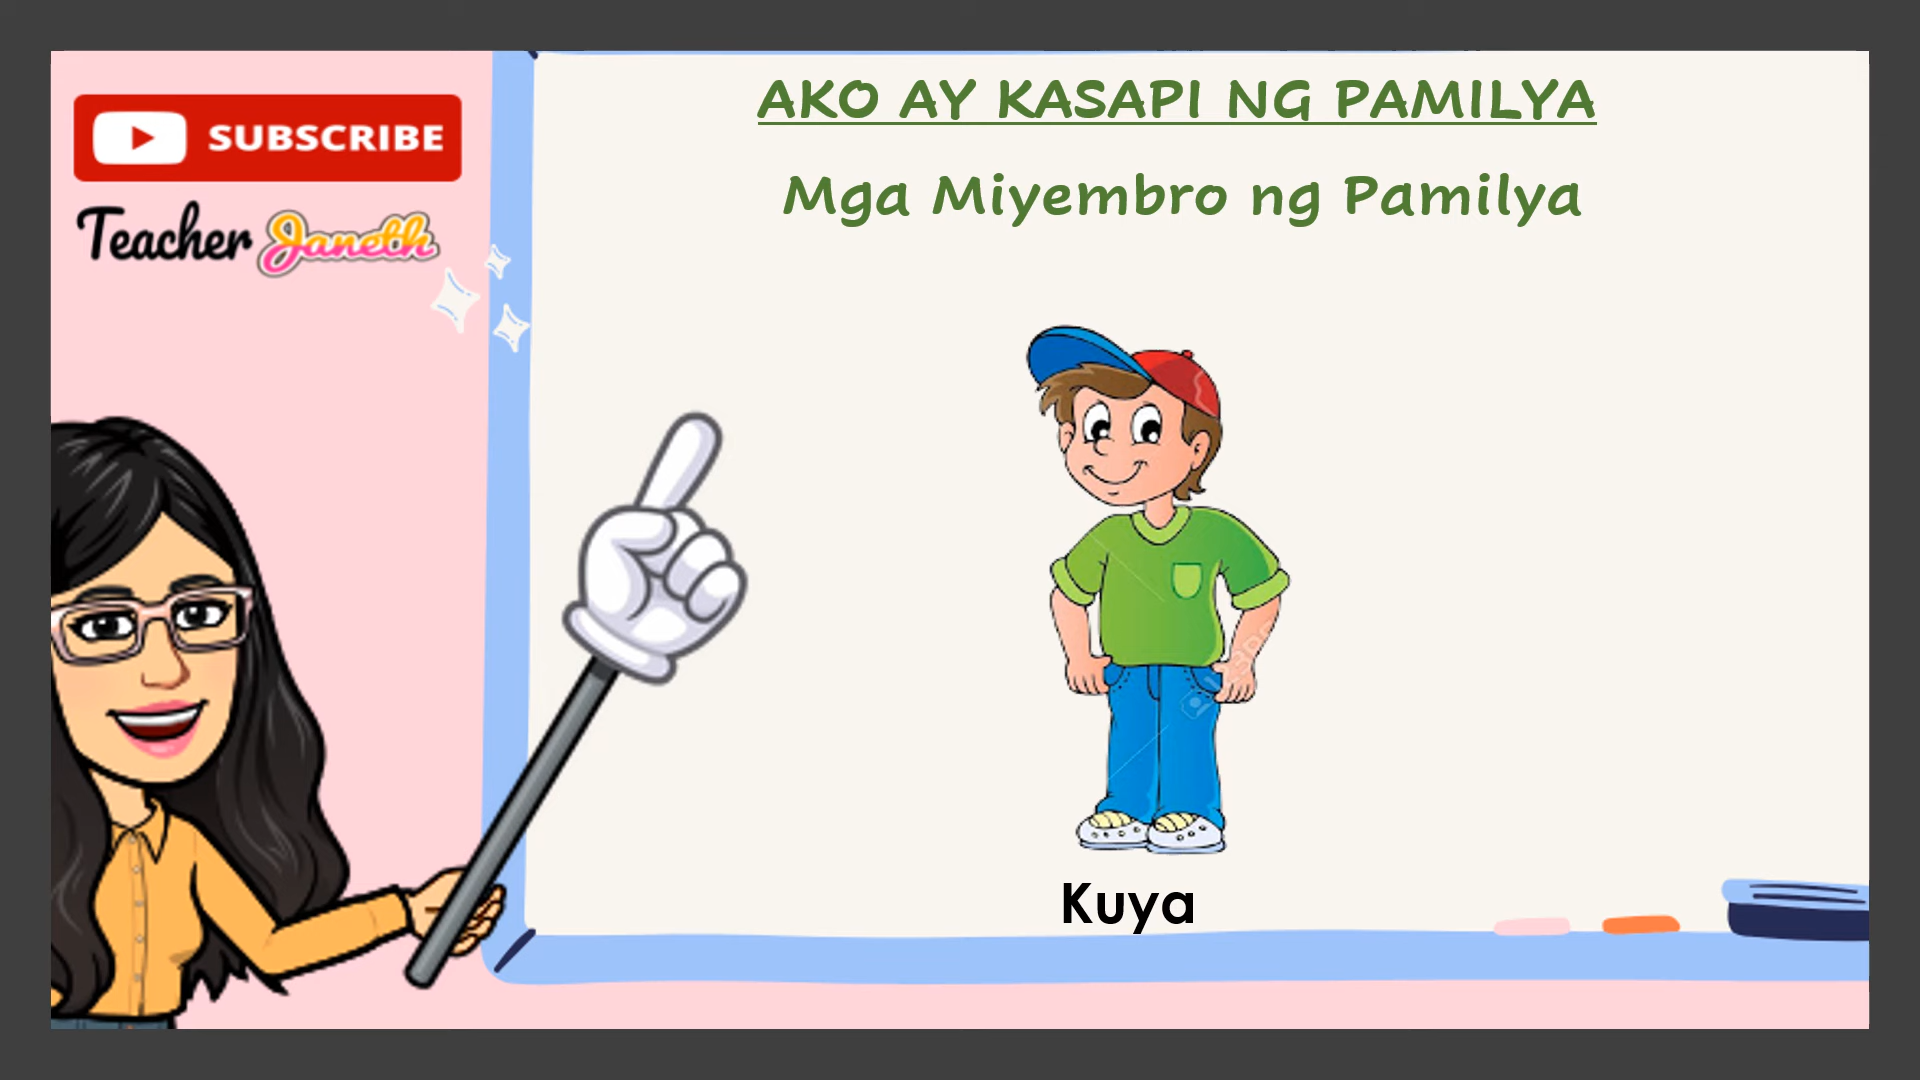 SUBSCRIBE
Teacher Janeth
AKO AY KASAPI NG PAMILYA
Mga Miyembro ng Pamilya
Kuya